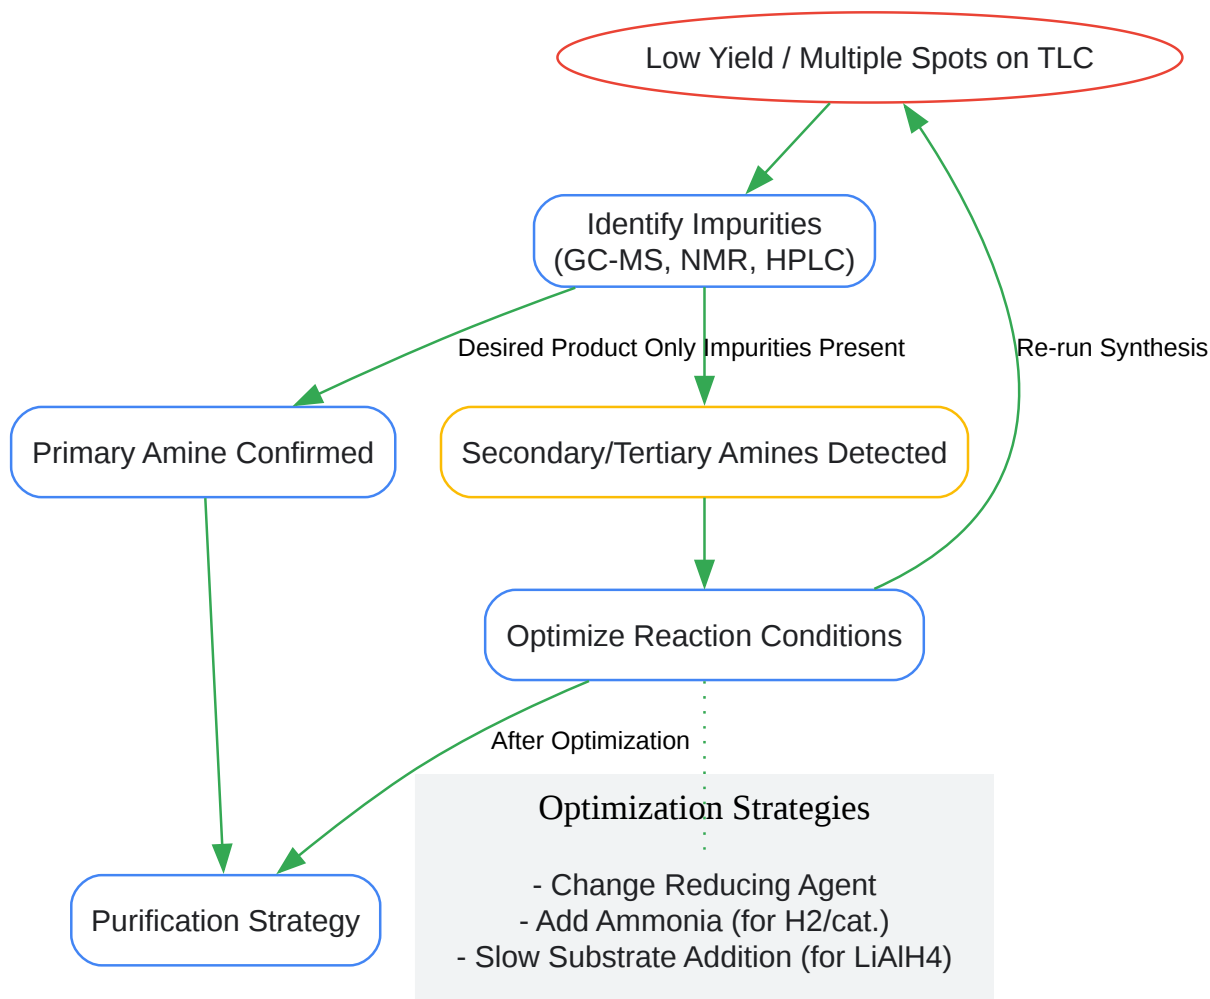 Low Yield / Multiple Spots on TLC
Identify Impurities
(GC-MS, NMR, HPLC)
Desired Product Only
Impurities Present
Re-run Synthesis
Primary Amine Confirmed
Secondary/Tertiary Amines Detected
Optimize Reaction Conditions
After Optimization
Optimization Strategies
- Change Reducing Agent
- Add Ammonia (for H2/cat.)
- Slow Substrate Addition (for LiAlH4)
Purification Strategy